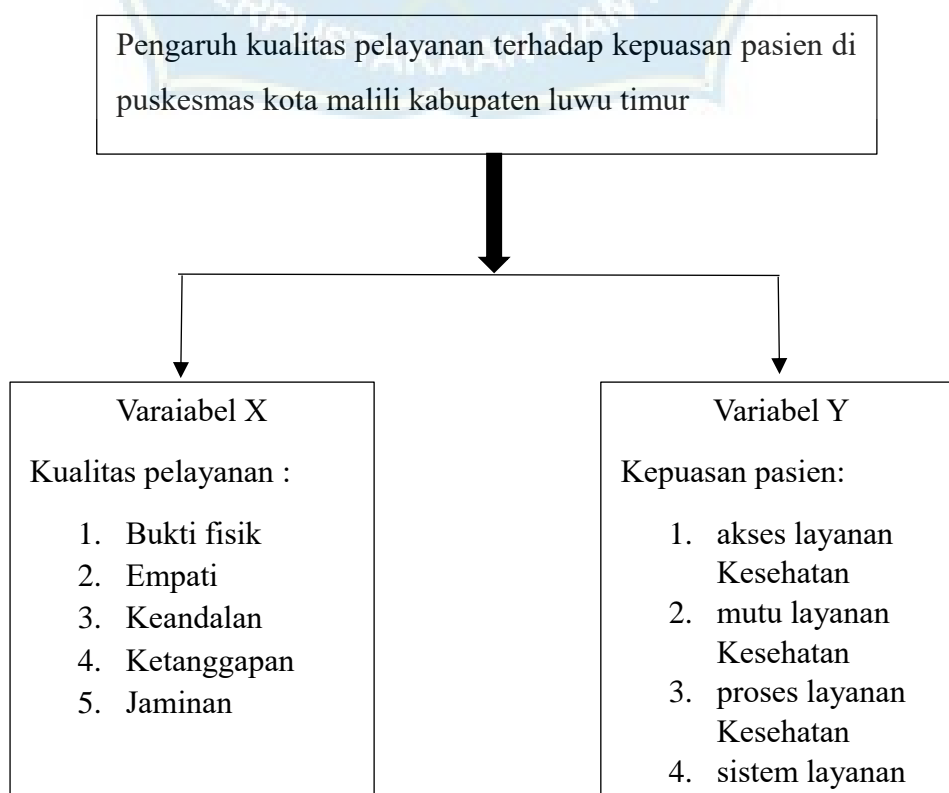 PERPUSTAKAAN DAN
Pengaruh kualitas pelayanan terhadap kepuasan pasien di
puskesmas kota malili kabupaten luwu timur
Varaiabel X
Kualitas pelayanan :
1. Bukti fisik
2. Empati
3. Keandalan
4. Ketanggapan
5. Jaminan
Variabel Y
Kepuasan pasien:
1. akses layanan
Kesehatan
2. mutu layanan
Kesehatan
3. proses layanan
Kesehatan
4. sistem layanan